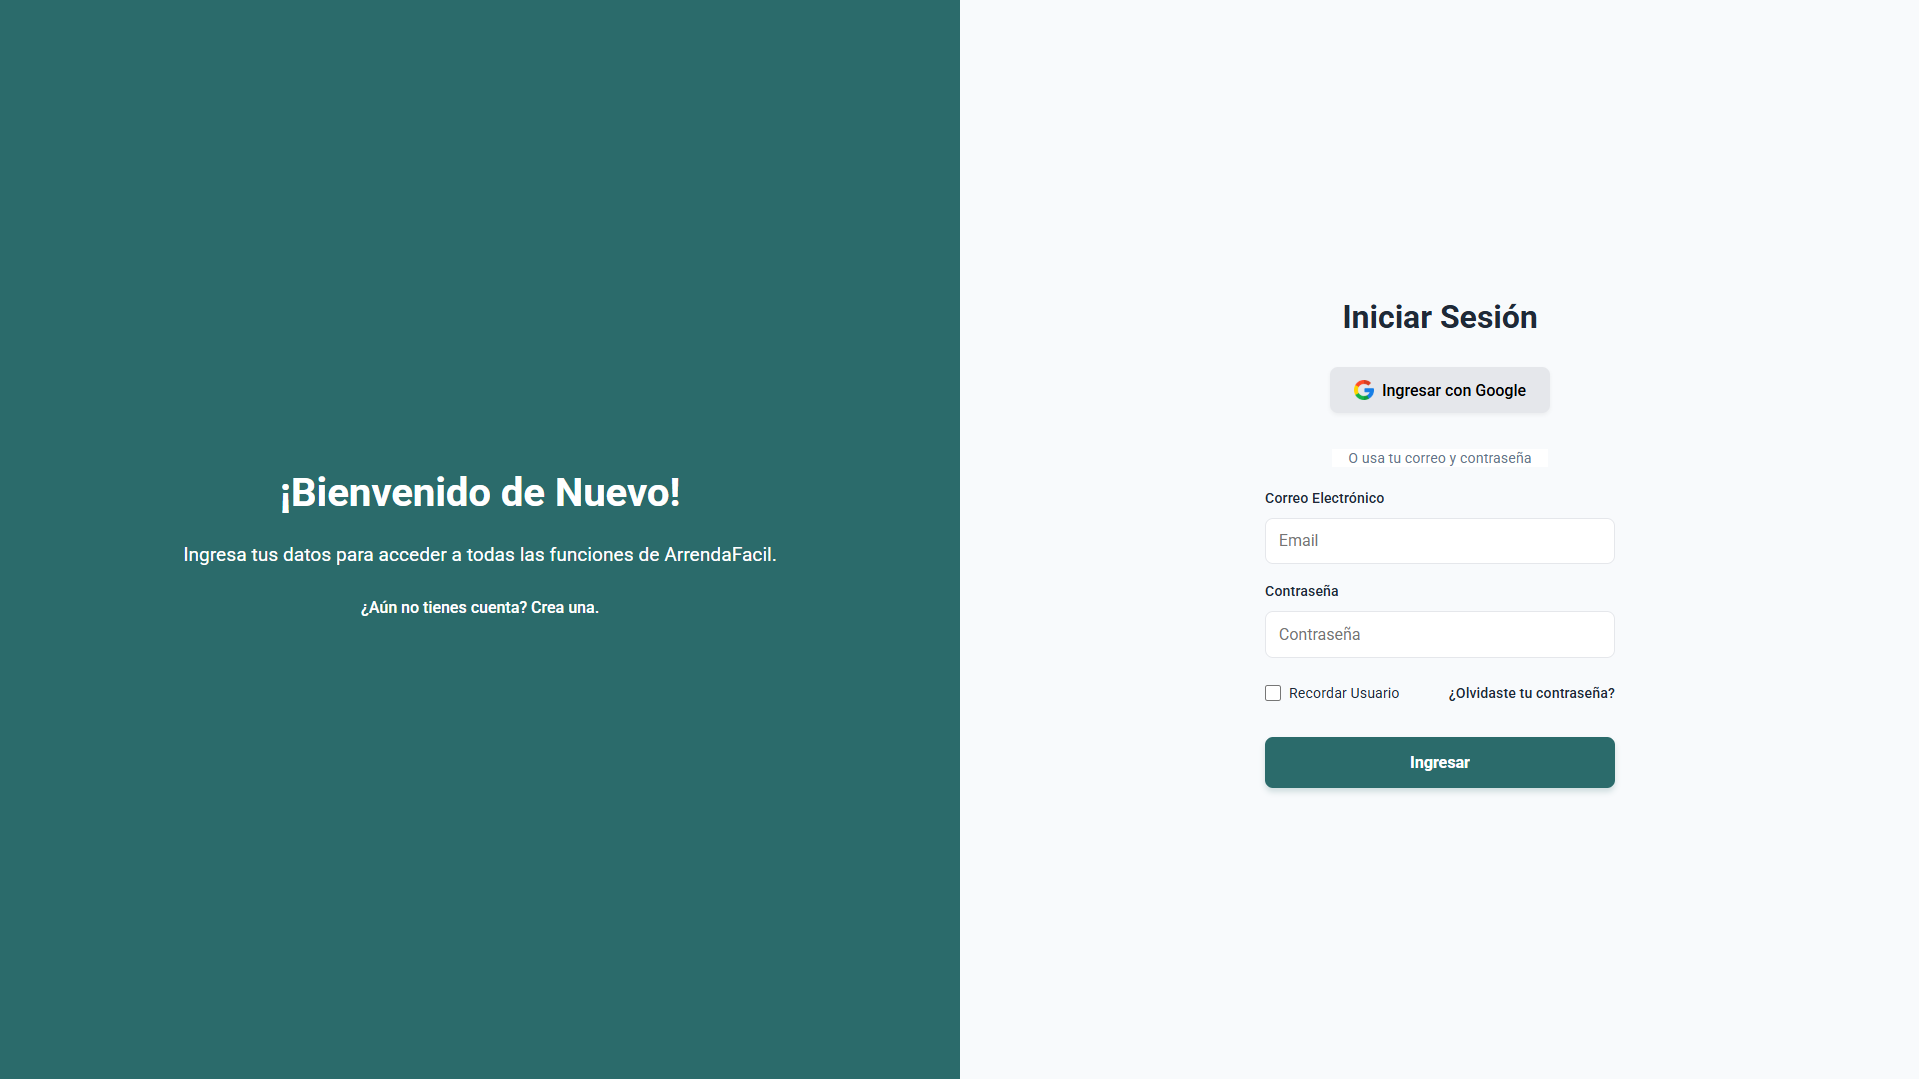 ¡Bienvenido de Nuevo!
Ingresa tus datos para acceder a todas las funciones de ArrendaFacil.
¿Aún no tienes cuenta? Crea una.
Iniciar Sesión
Ingresar con Google
O usa tu correo y contraseña
Correo Electrónico
Email
Contraseña
Contraseña
Recordar Usuario
¿Olvidaste tu contraseña?
Ingresar